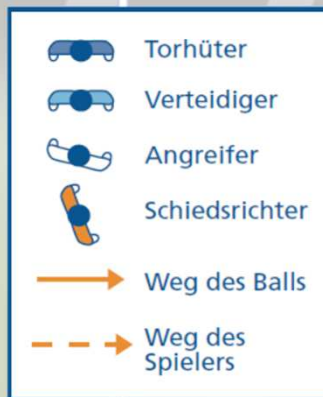 Torhüter
Verteidiger
Angreifer
Schiedsrichter
Weg des Balls
Weg des
Spielers